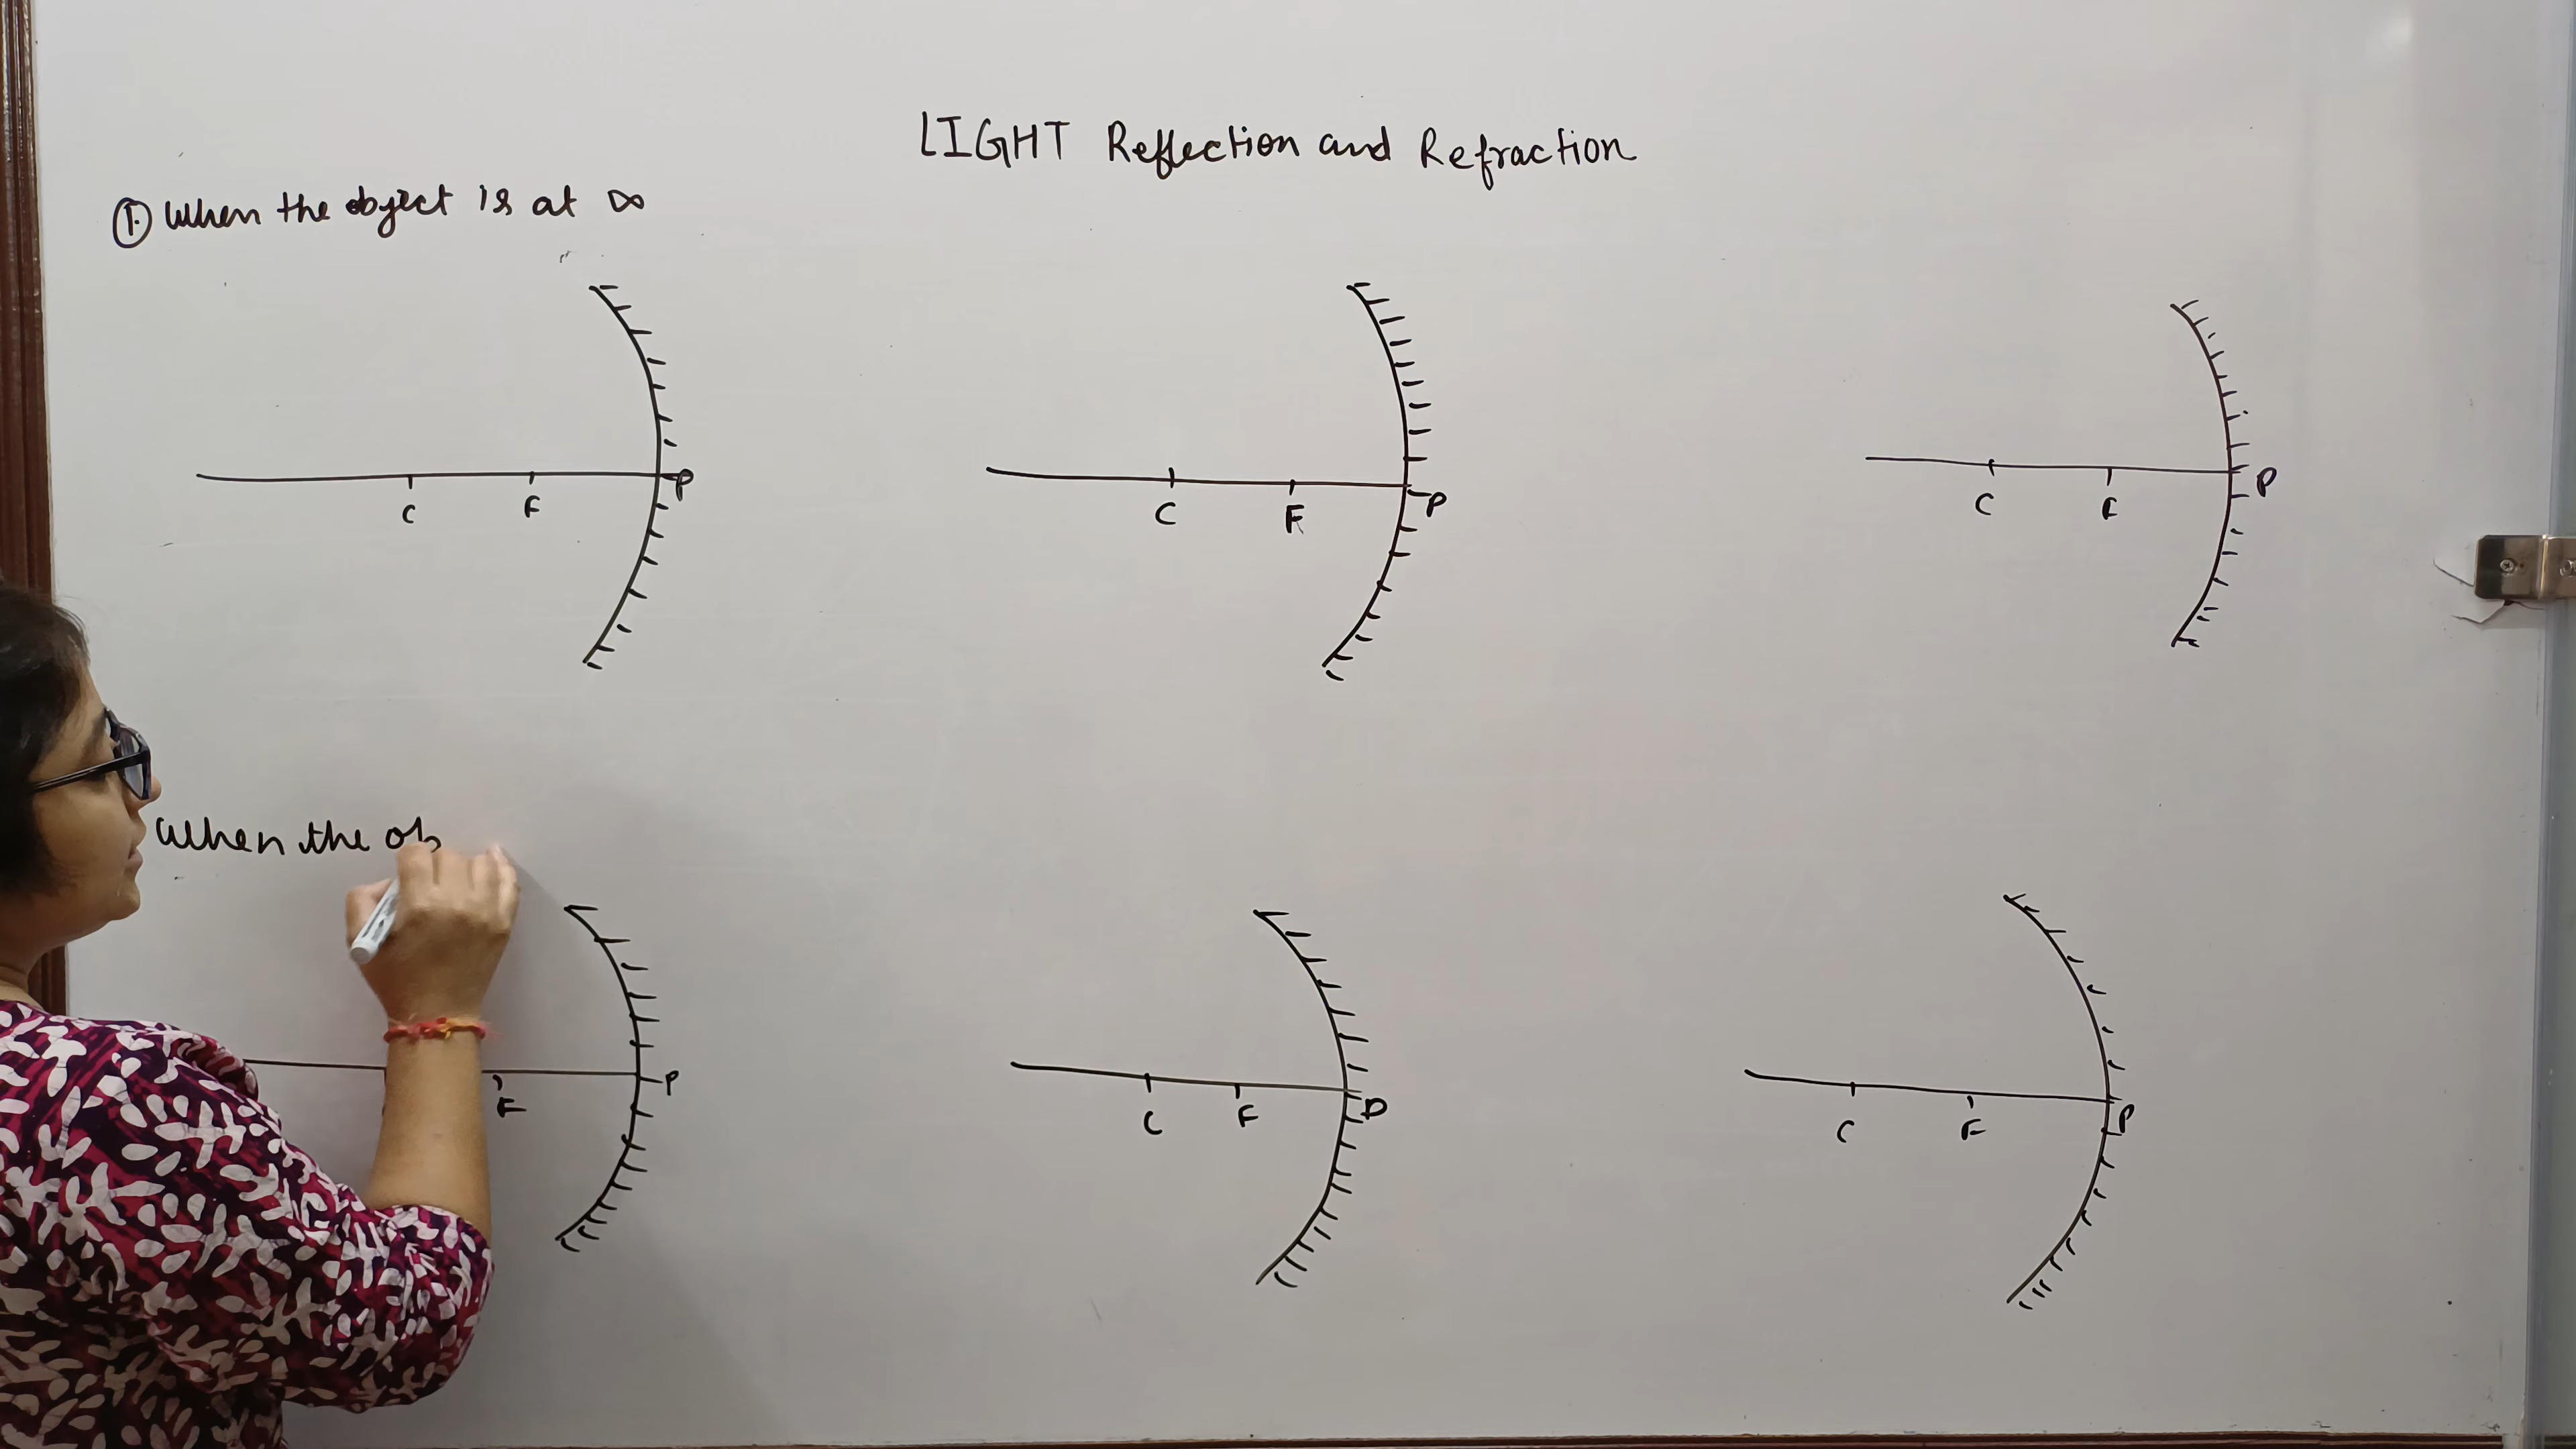 LIGHT Reflection and Refraction
① When the object is at ∞
C F P
C F P
C F P
When the ob
F P
C F P
C F P